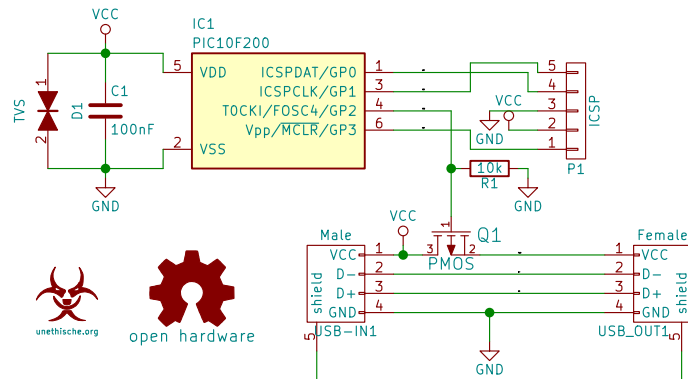 VCC
IC1
PIC10F200
TVS
1
2
D1
C1
100nF
GND
5 VDD
2 VSS
ICSPDAT/GP0 1
ICSPCLK/GP1 3
T0CKI/FOSC4/GP2 4
Vpp/MCLR/GP3 6
5
4
3
2
1
VCC
GND
ICSP
P1
10k
R1
GND
VCC
1
3
2
Q1
PMOS
Male
VCC 1
D- 2
D+ 3
GND 4
shield
5
USB-IN1
GND
Female
1 VCC
2 D-
3 D+
4 GND
shield
5
USB_OUT1
unethische.org
open hardware